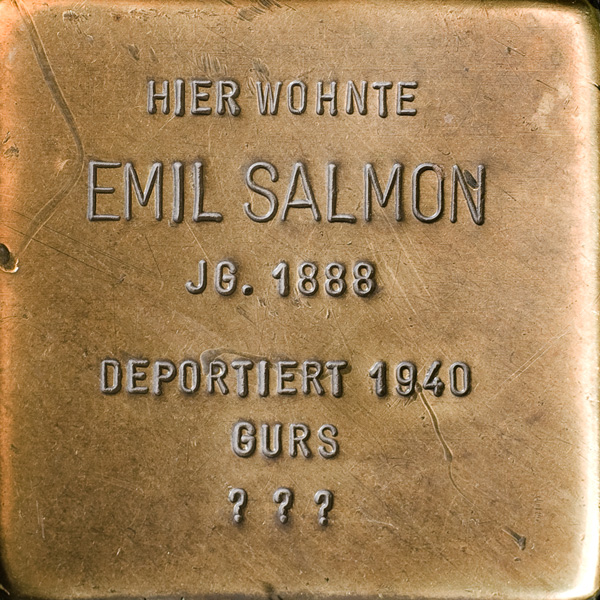 HIER WOHNTE
EMIL SALMON
JG. 1888
DEPORTIERT 1940
GURS
? ? ?